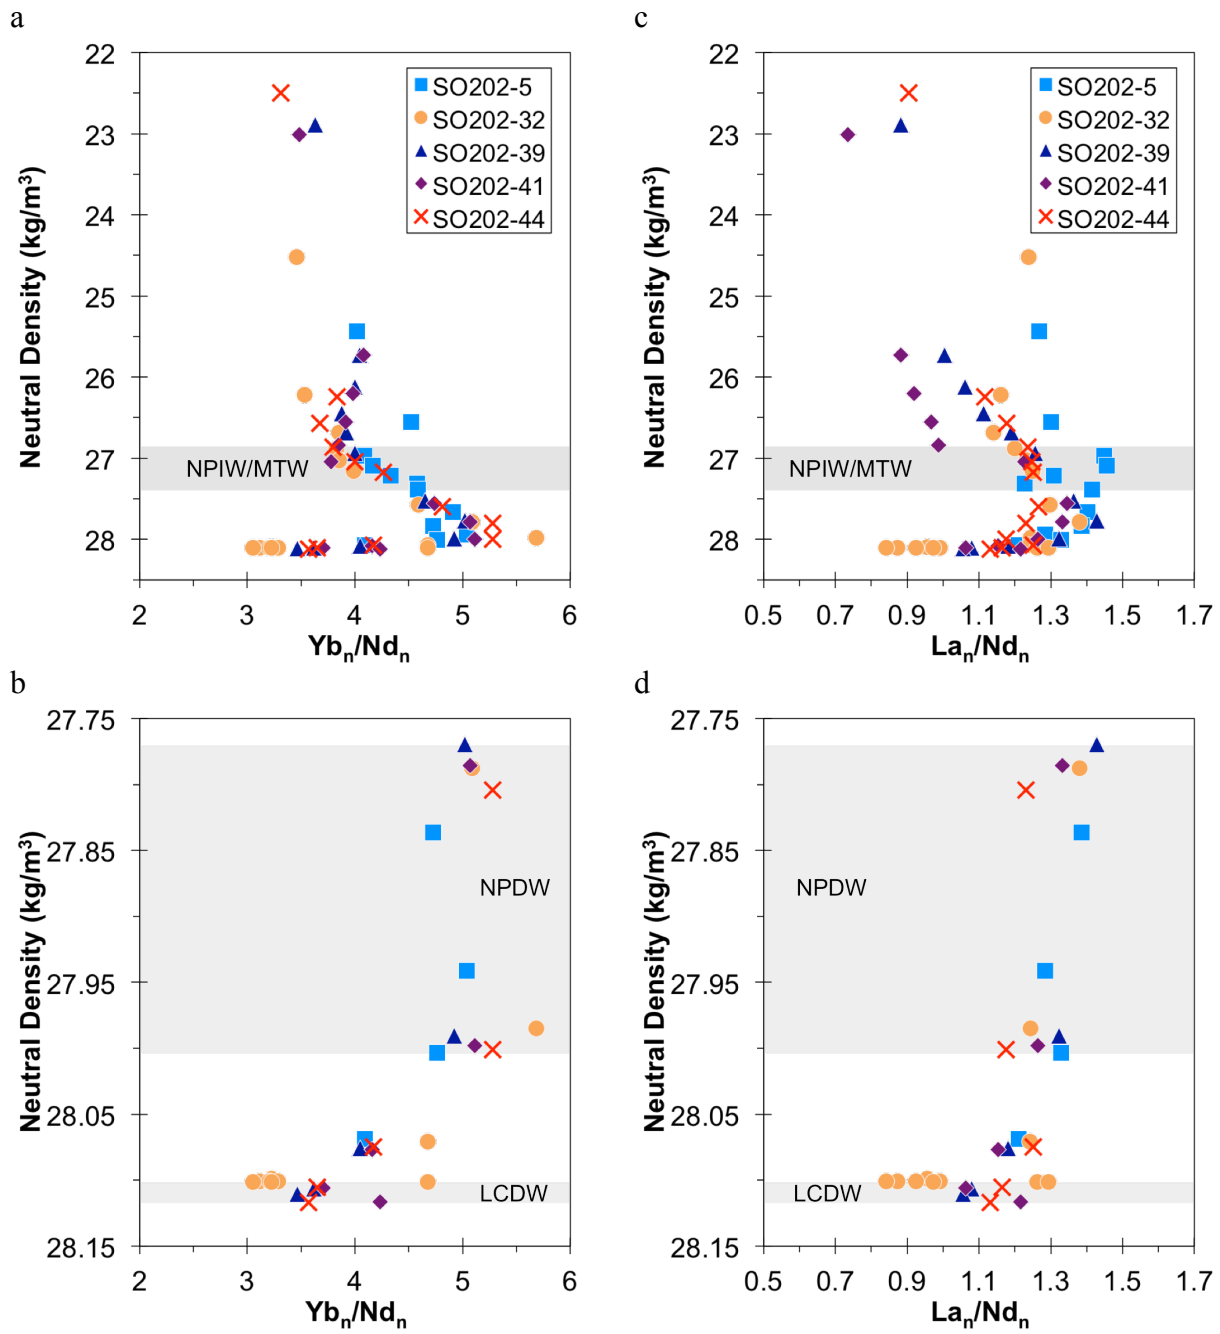 a
22
23
24
25
26
27
28
Neutral Density (kg/m³)
SO202-5
SO202-32
SO202-39
SO202-41
SO202-44
NPIW/MTW
2 3 4 5 6
Ybₙ/Ndₙ
c
22
23
24
25
26
27
28
Neutral Density (kg/m³)
SO202-5
SO202-32
SO202-39
SO202-41
SO202-44
NPIW/MTW
0.5 0.7 0.9 1.1 1.3 1.5 1.7
Laₙ/Ndₙ
b
27.75
27.85
27.95
28.05
28.15
Neutral Density (kg/m³)
NPDW
LCDW
2 3 4 5 6
Ybₙ/Ndₙ
d
27.75
27.85
27.95
28.05
28.15
Neutral Density (kg/m³)
NPDW
LCDW
0.5 0.7 0.9 1.1 1.3 1.5 1.7
Laₙ/Ndₙ